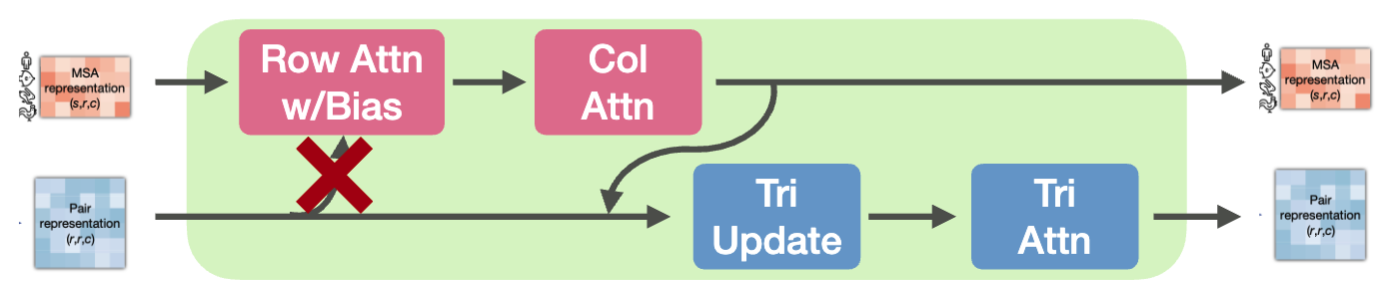 MSA
representation
(s,r,c)
Row Attn
w/Bias
Col
Attn
MSA
representation
(s,r,c)
Pair
representation
(r,r,c)
Tri
Update
Tri
Attn
Pair
representation
(r,r,c)